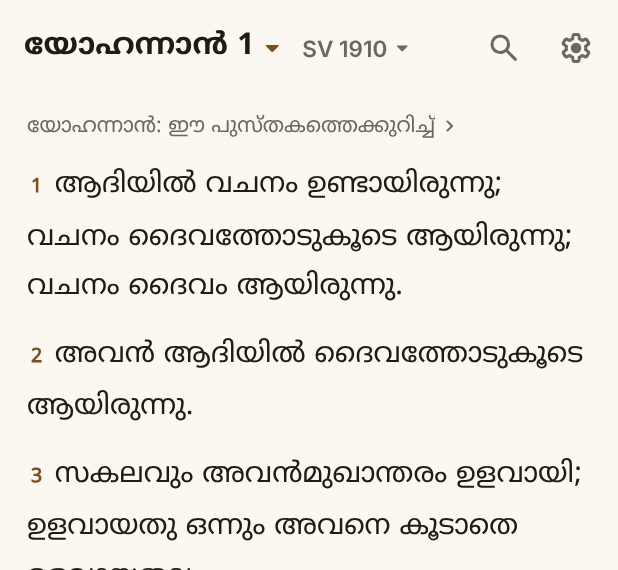 യോഹന്നാൻ 1 SV 1910
യോഹന്നാൻ: ഈ പുസ്തകത്തെക്കുറിച്ച് ›
1 ആദിയിൽ വചനം ഉണ്ടായിരുന്നു;
വചനം ദൈവത്തോടുകൂടെ ആയിരുന്നു;
വചനം ദൈവം ആയിരുന്നു.
2 അവൻ ആദിയിൽ ദൈവത്തോടുകൂടെ
ആയിരുന്നു.
3 സകലവും അവൻമുഖാന്തരം ഉളവായി;
ഉളവായതു ഒന്നും അവനെ കൂടാതെ